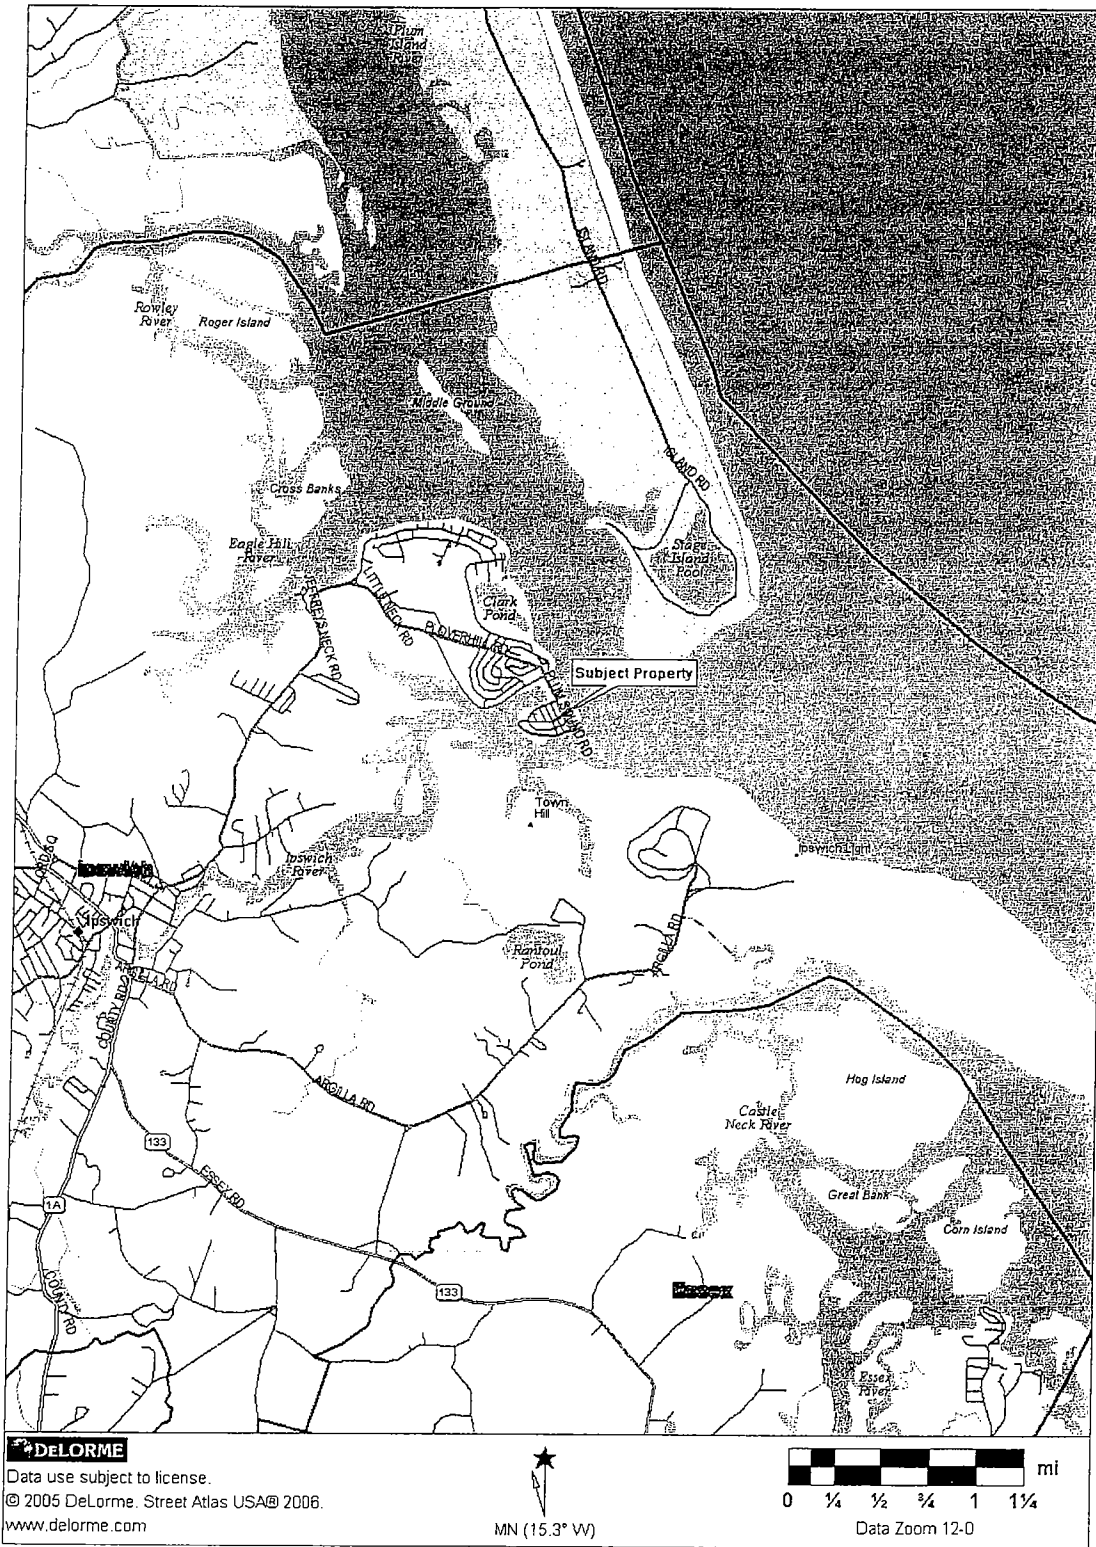 Plum
Island
River
ISLAND RD
Rowley
River
Roger Island
Middle Ground
ISLAND RD
Cross Banks
Eagle Hill
River
Stage
Island
Pool
Clark
Pond
LITTLE NECK RD
JEFFREYS NECK RD
PLOVERHILL RD
Subject Property
PLUM ISLAND RD
Town
Hill
Ipswich Light
Ipswich
River
Ipswich
Ipswich
Rantoul
Pond
ARGILLA RD
ARGILLA RD
COUNTY RD
ARGILLA RD
Hog Island
Castle
Neck River
133
ESSEX RD
1A
Great Bank
Corn Island
COUNTY RD
133
Essex
Essex
River
DELORME
Data use subject to license.
© 2005 DeLorme. Street Atlas USA® 2006.
www.delorme.com
MN (15.3° W)
mi
0 ¼ ½ ¾ 1 1¼
Data Zoom 12-0